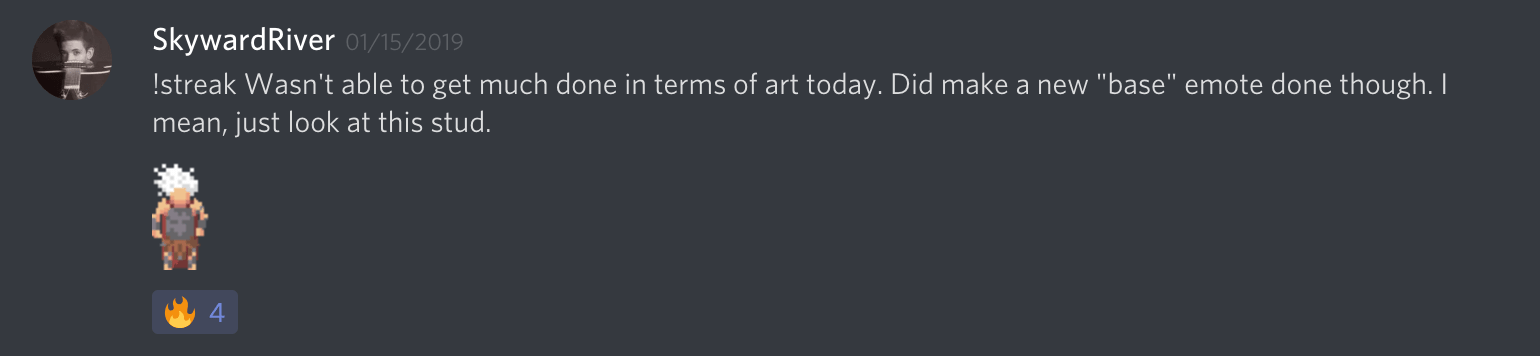 SkywardRiver 01/15/2019
!streak Wasn't able to get much done in terms of art today. Did make a new "base" emote done though. I
mean, just look at this stud.
4